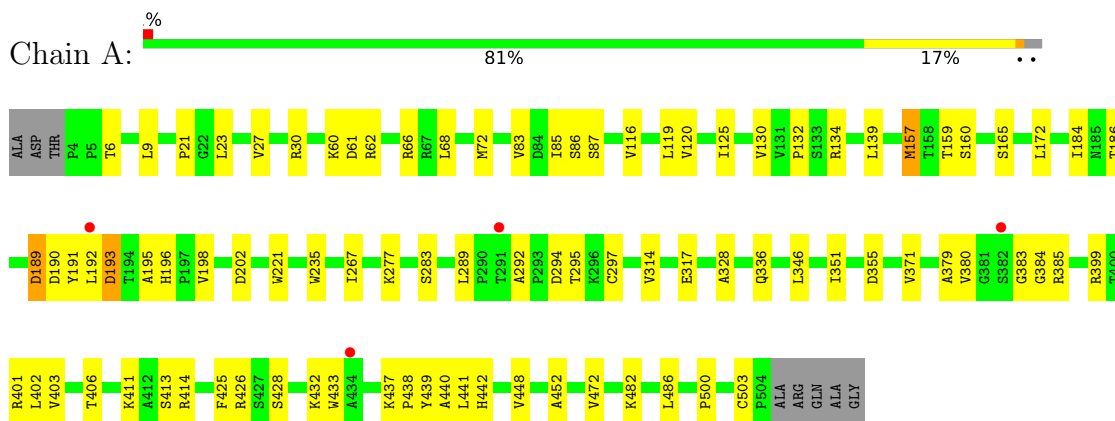 .%
Chain A:
81% 17% . .
ALA ASP THR P4 P5 T6 L9 P21 G22 L23 V27 R30 K60 D61 R62 R66 R67 L68 M72 V83 D84 I85 S86 S87 V116 L119 V120 I125 V130 V131 P132 S133 R134 L139 M157 T158 T159 S160 S165 L172 I184 N185 T186
D189 D190 Y191 L192 D193 T194 A195 H196 P197 V198 D202 W221 W235 I267 K277 S283 L289 P290 T291 A292 P293 D294 T295 K296 C297 V314 E317 A328 Q336 L346 I351 D355 V371 A379 V380 G381 S382 G383 G384 R385 R399 T400
R401 L402 V403 T406 K411 A412 S413 R414 F425 R426 S427 S428 K432 W433 A434 K437 P438 Y439 A440 L441 H442 V448 A452 V472 K482 L486 P500 C503 P504 ALA ARG GLN ALA GLY